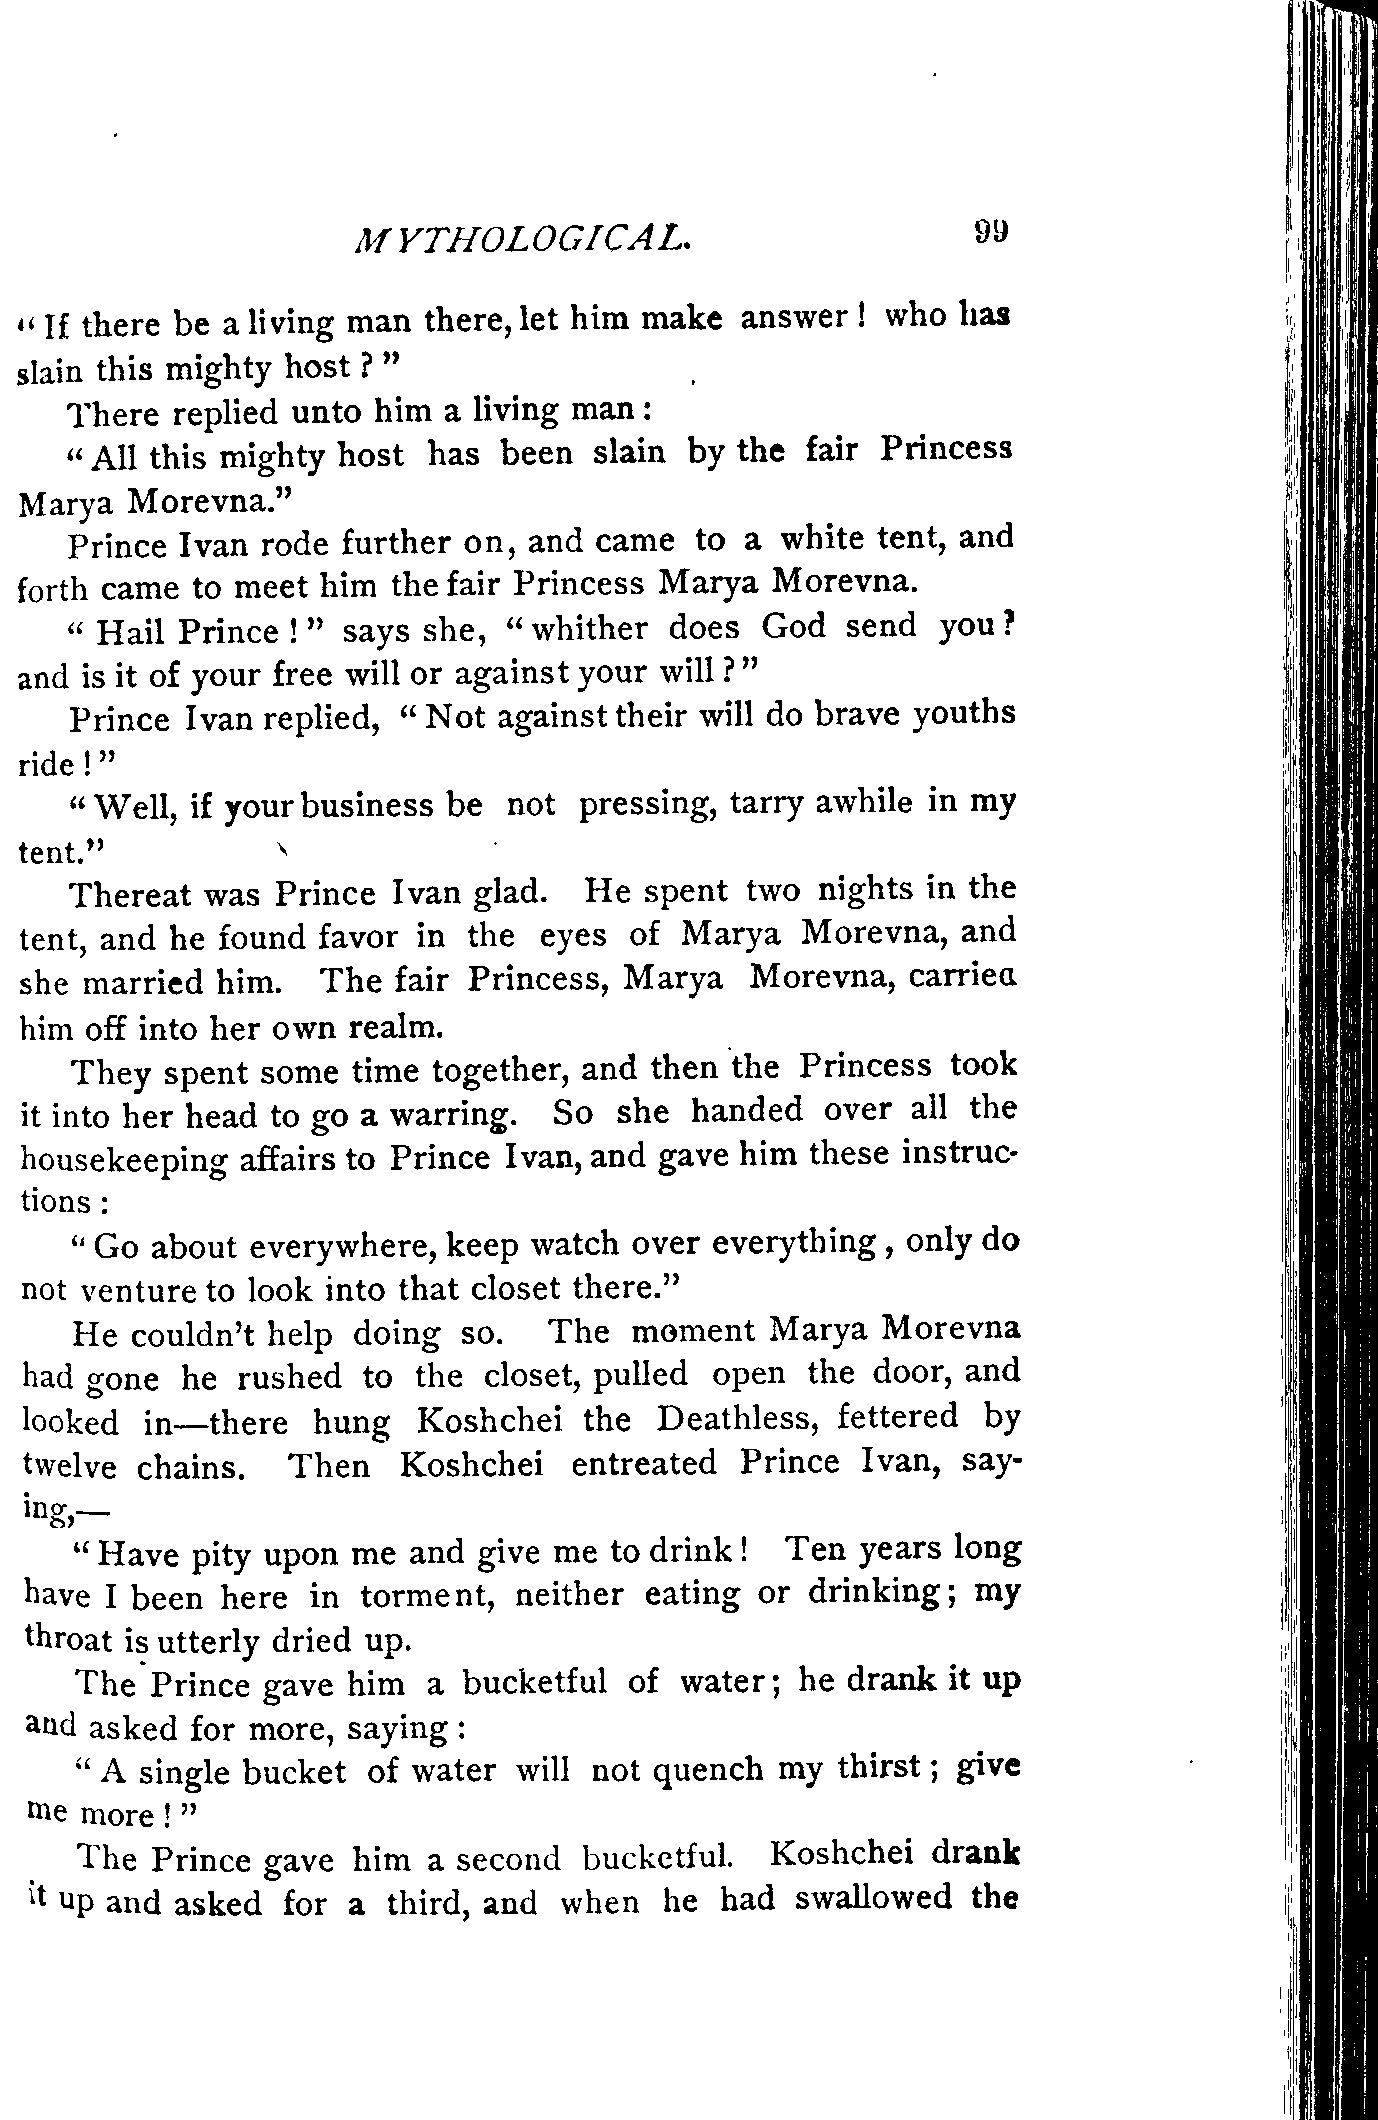 MYTHOLOGICAL. 99
"If there be a living man there, let him make answer! who has
slain this mighty host?"
There replied unto him a living man:
"All this mighty host has been slain by the fair Princess
Marya Morevna."
Prince Ivan rode further on, and came to a white tent, and
forth came to meet him the fair Princess Marya Morevna.
"Hail Prince!" says she, "whither does God send you?
and is it of your free will or against your will?"
Prince Ivan replied, "Not against their will do brave youths
ride!"
"Well, if your business be not pressing, tarry awhile in my
tent."
Thereat was Prince Ivan glad. He spent two nights in the
tent, and he found favor in the eyes of Marya Morevna, and
she married him. The fair Princess, Marya Morevna, carried
him off into her own realm.
They spent some time together, and then the Princess took
it into her head to go a warring. So she handed over all the
housekeeping affairs to Prince Ivan, and gave him these instruc-
tions:
"Go about everywhere, keep watch over everything, only do
not venture to look into that closet there."
He couldn't help doing so. The moment Marya Morevna
had gone he rushed to the closet, pulled open the door, and
looked in—there hung Koshchei the Deathless, fettered by
twelve chains. Then Koshchei entreated Prince Ivan, say-
ing,—
"Have pity upon me and give me to drink! Ten years long
have I been here in torment, neither eating or drinking; my
throat is utterly dried up.
The Prince gave him a bucketful of water; he drank it up
and asked for more, saying:
"A single bucket of water will not quench my thirst; give
me more!"
The Prince gave him a second bucketful. Koshchei drank
it up and asked for a third, and when he had swallowed the